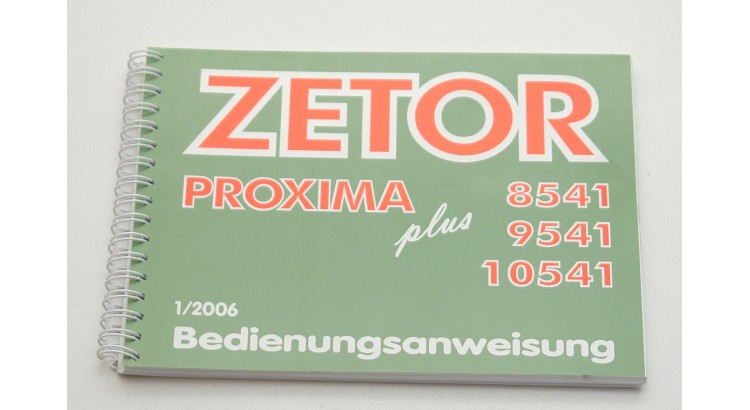 ZETOR
PROXIMA plus 8541
9541
10541
1/2006
Bedienungsanweisung